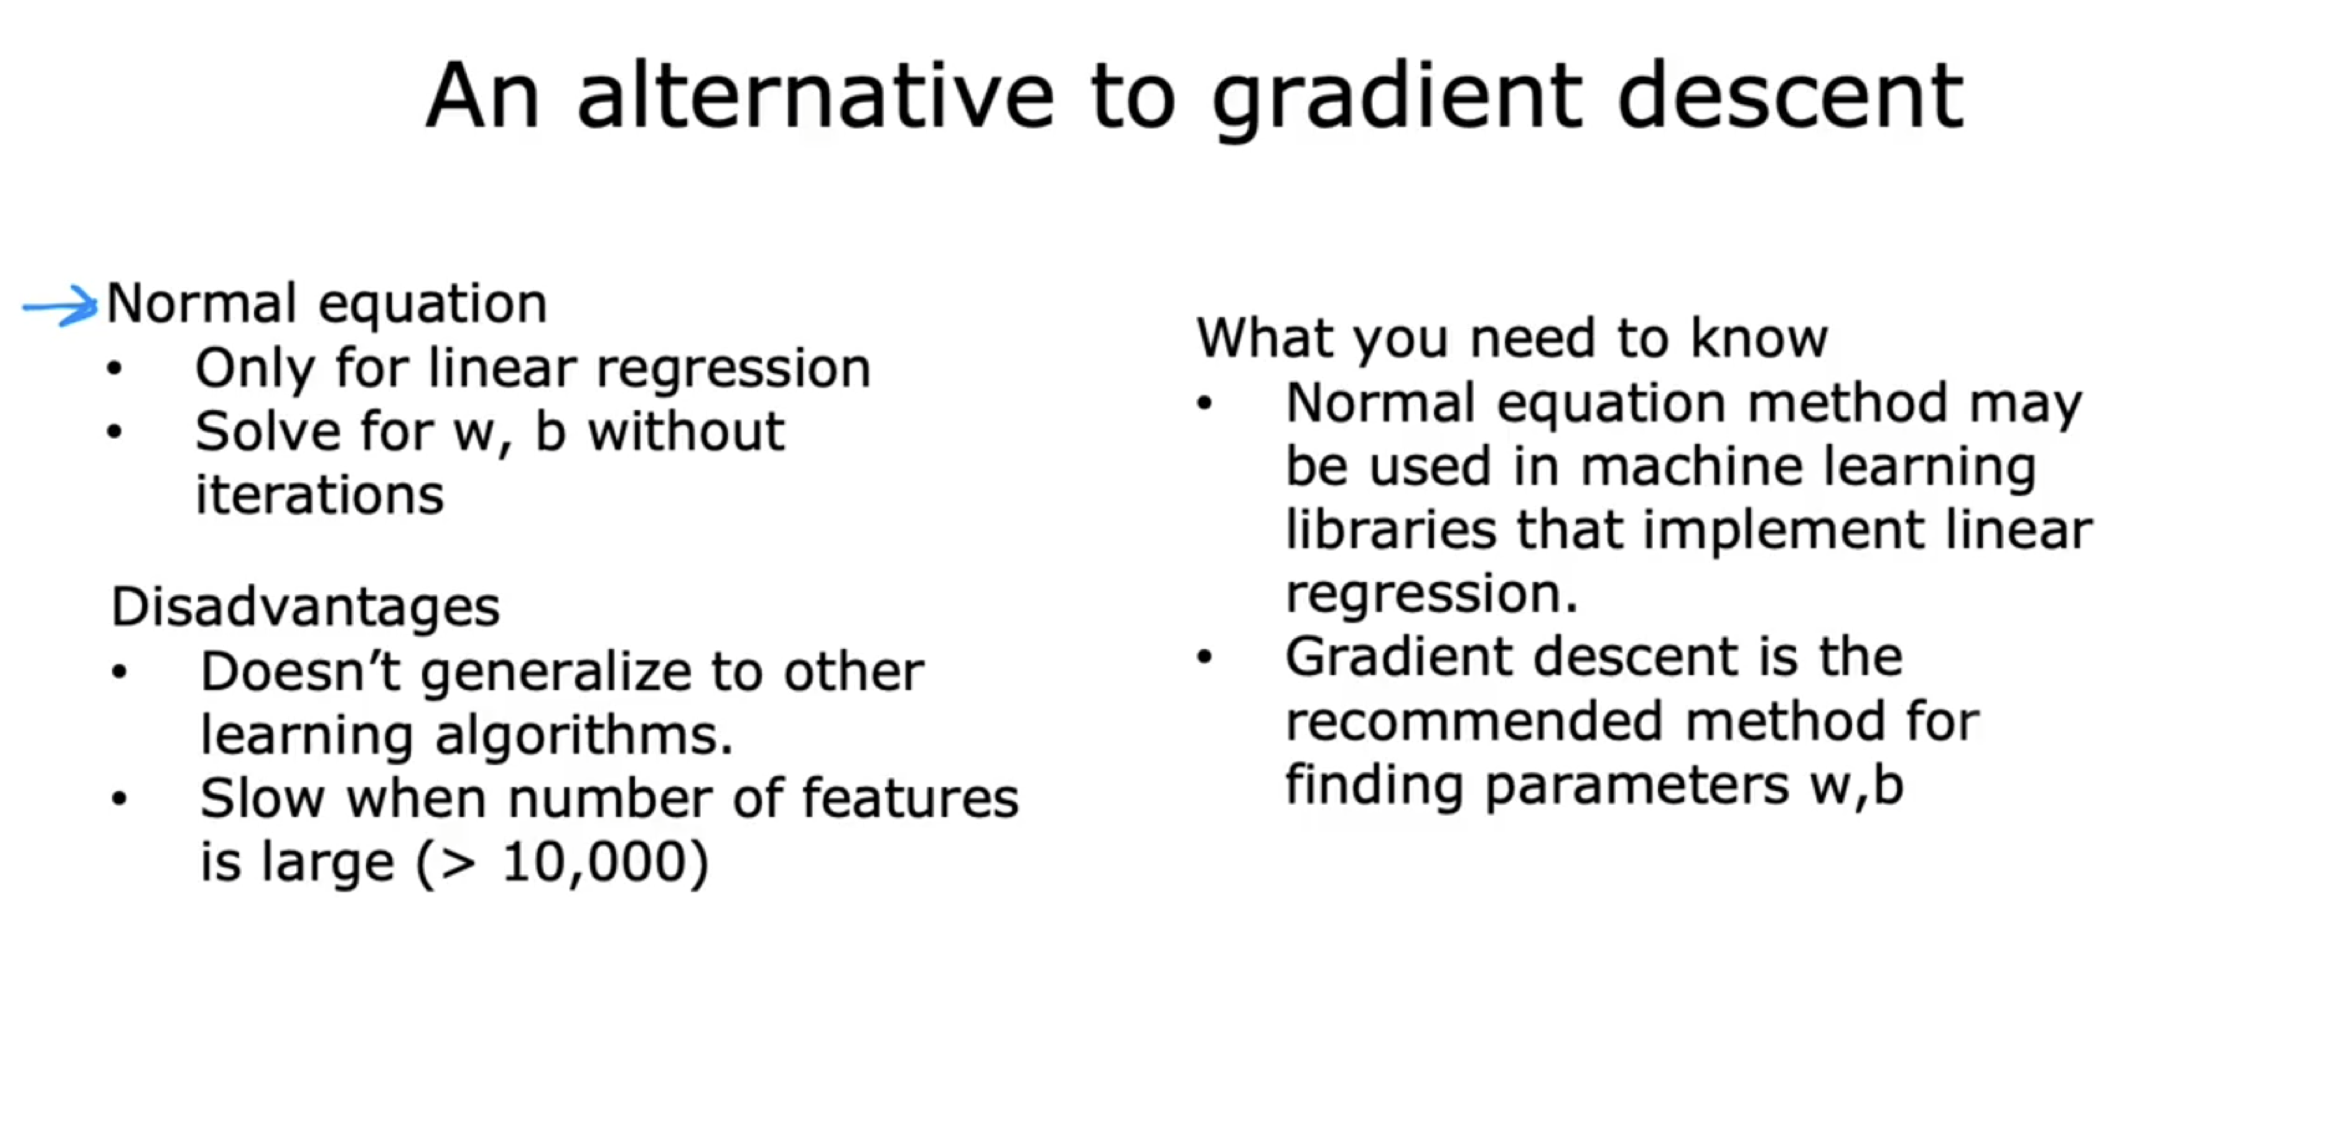 An alternative to gradient descent
Normal equation
• Only for linear regression
• Solve for w, b without
iterations
Disadvantages
• Doesn’t generalize to other
learning algorithms.
• Slow when number of features
is large (> 10,000)
What you need to know
• Normal equation method may
be used in machine learning
libraries that implement linear
regression.
• Gradient descent is the
recommended method for
finding parameters w,b